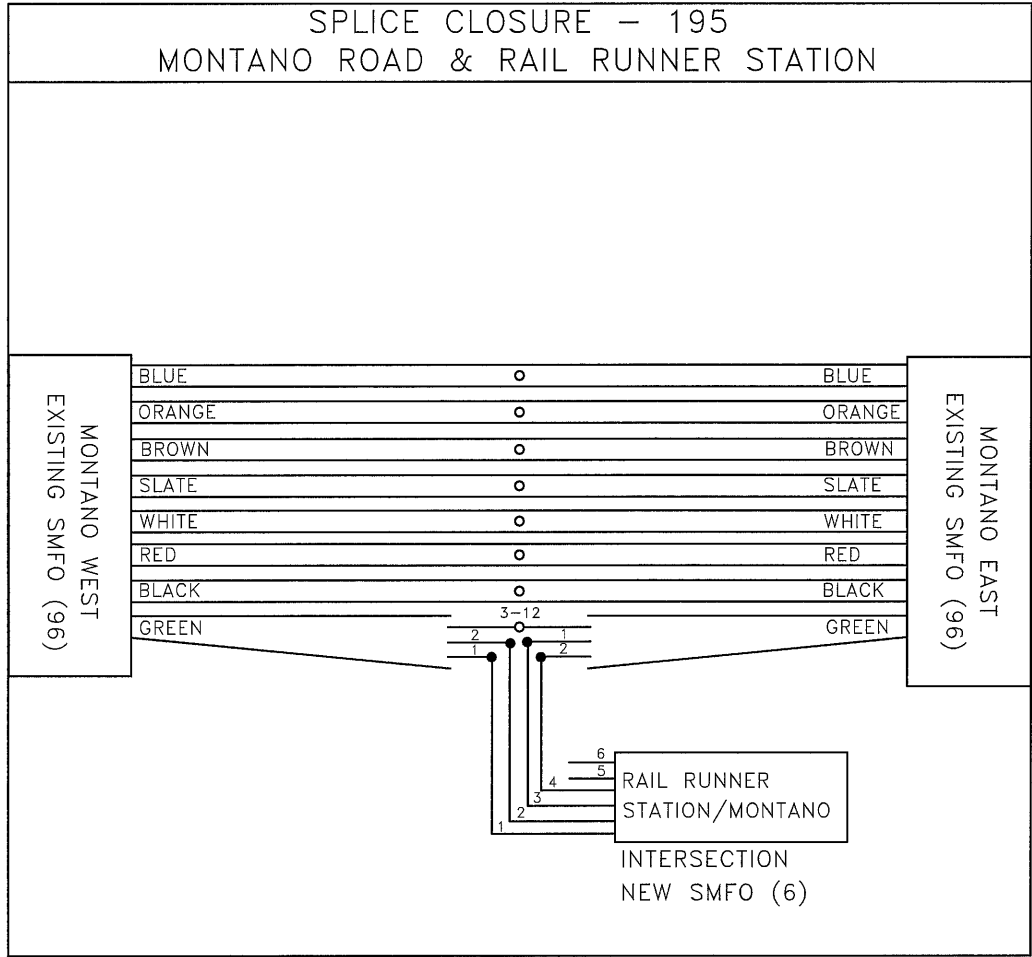 SPLICE CLOSURE - 195
MONTANO ROAD & RAIL RUNNER STATION
MONTANO WEST
EXISTING SMFO (96)
BLUE
BLUE
ORANGE
ORANGE
BROWN
BROWN
SLATE
SLATE
WHITE
WHITE
RED
RED
BLACK
BLACK
GREEN
3-12
GREEN
2
1
1
2
MONTANO EAST
EXISTING SMFO (96)
6
5
4
3
2
1
RAIL RUNNER
STATION/MONTANO
INTERSECTION
NEW SMFO (6)